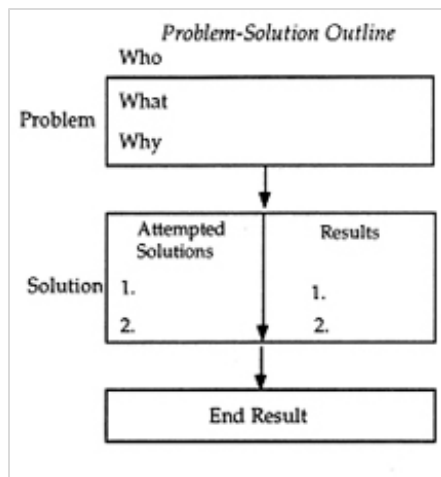 Problem-Solution Outline
Who
What
Problem
Why
Attempted
Solutions
Results
Solution
1.
1.
2.
2.
End Result